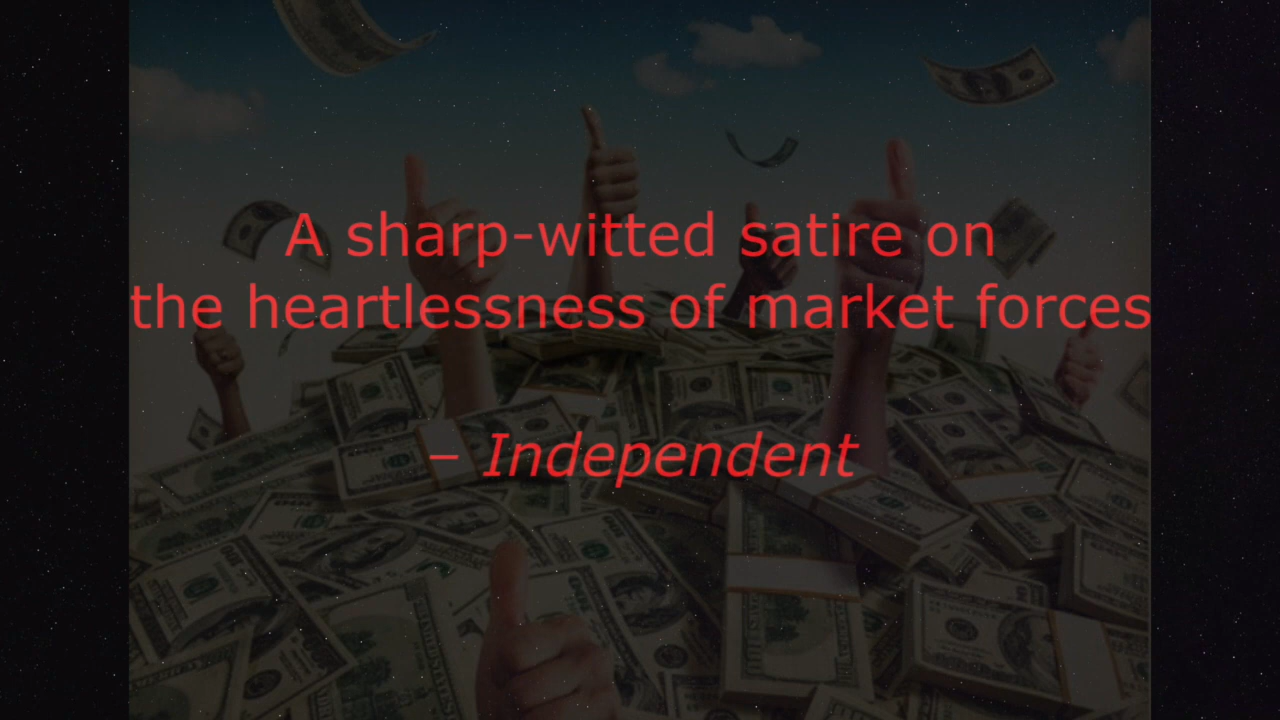 A sharp-witted satire on
the heartlessness of market forces
– Independent